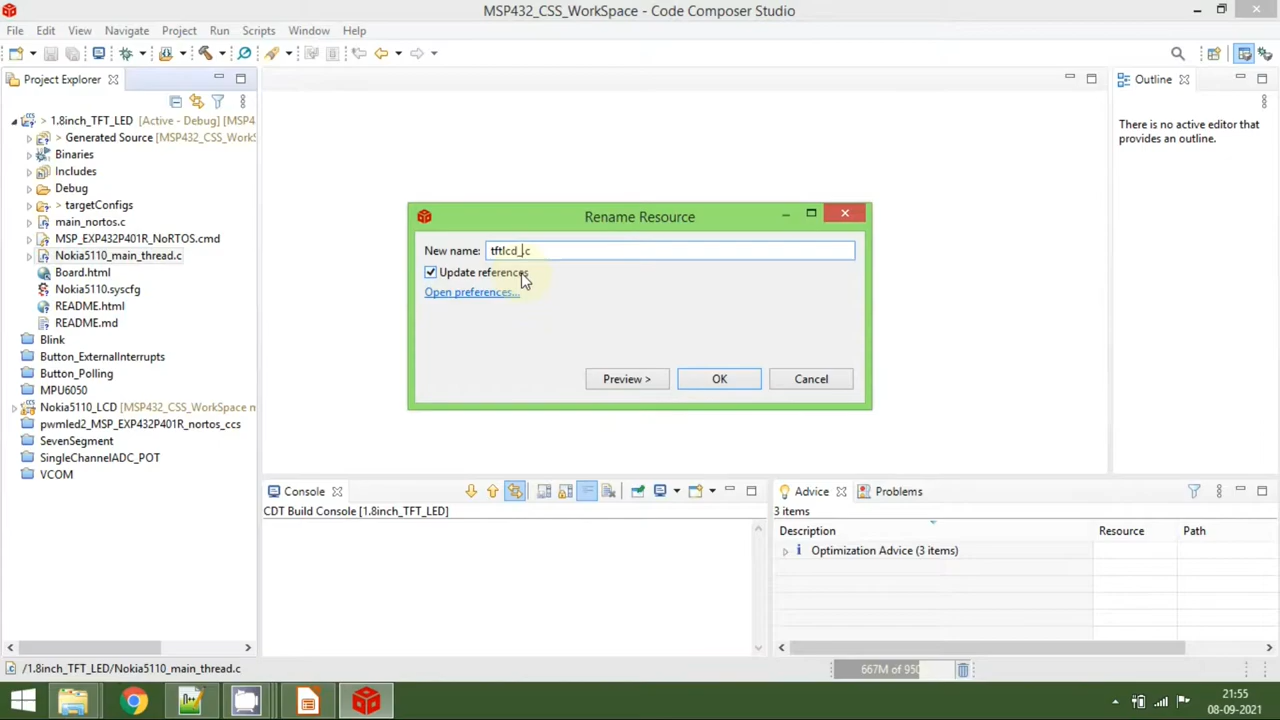 MSP432_CSS_WorkSpace - Code Composer Studio
File Edit View Navigate Project Run Scripts Window Help
Project Explorer
Outline
There is no active editor that
provides an outline.
> 1.8inch_TFT_LED [Active - Debug] [MSP4
> Generated Source [MSP432_CSS_WorkS
Binaries
Includes
Debug
> targetConfigs
main_nortos.c
MSP_EXP432P401R_NoRTOS.cmd
Nokia5110_main_thread.c
Board.html
Nokia5110.syscfg
README.html
README.md
Blink
Button_ExternalInterrupts
Button_Polling
MPU6050
Nokia5110_LCD [MSP432_CSS_WorkSpace m
pwmled2_MSP_EXP432P401R_nortos_ccs
SevenSegment
SingleChannelADC_POT
VCOM
Rename Resource
New name: tftlcd_.c
Update references
Open preferences...
Preview > OK Cancel
Console
CDT Build Console [1.8inch_TFT_LED]
Advice Problems
3 items
Description Resource Path
Optimization Advice (3 items)
/1.8inch_TFT_LED/Nokia5110_main_thread.c
667M of 950
21:55
08-09-2021